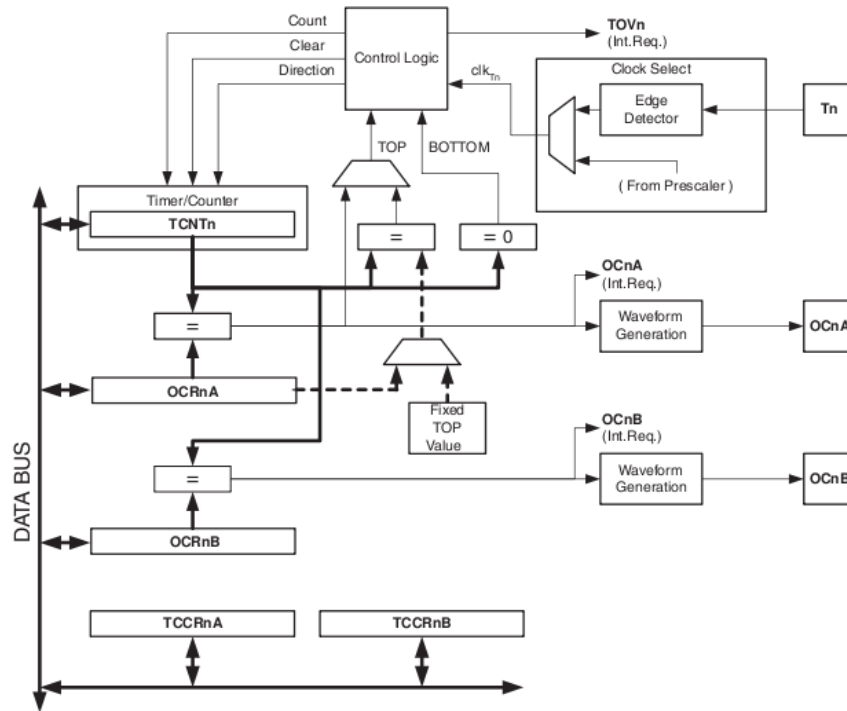 Count
Clear
Direction
Control Logic
TOVn
(Int.Req.)
clkTn
Clock Select
Edge
Detector
Tn
TOP
BOTTOM
( From Prescaler )
Timer/Counter
TCNTn
=
= 0
OCnA
(Int.Req.)
=
Waveform
Generation
OCnA
OCRnA
Fixed
TOP
Value
OCnB
(Int.Req.)
=
Waveform
Generation
OCnB
OCRnB
DATA BUS
TCCRnA
TCCRnB